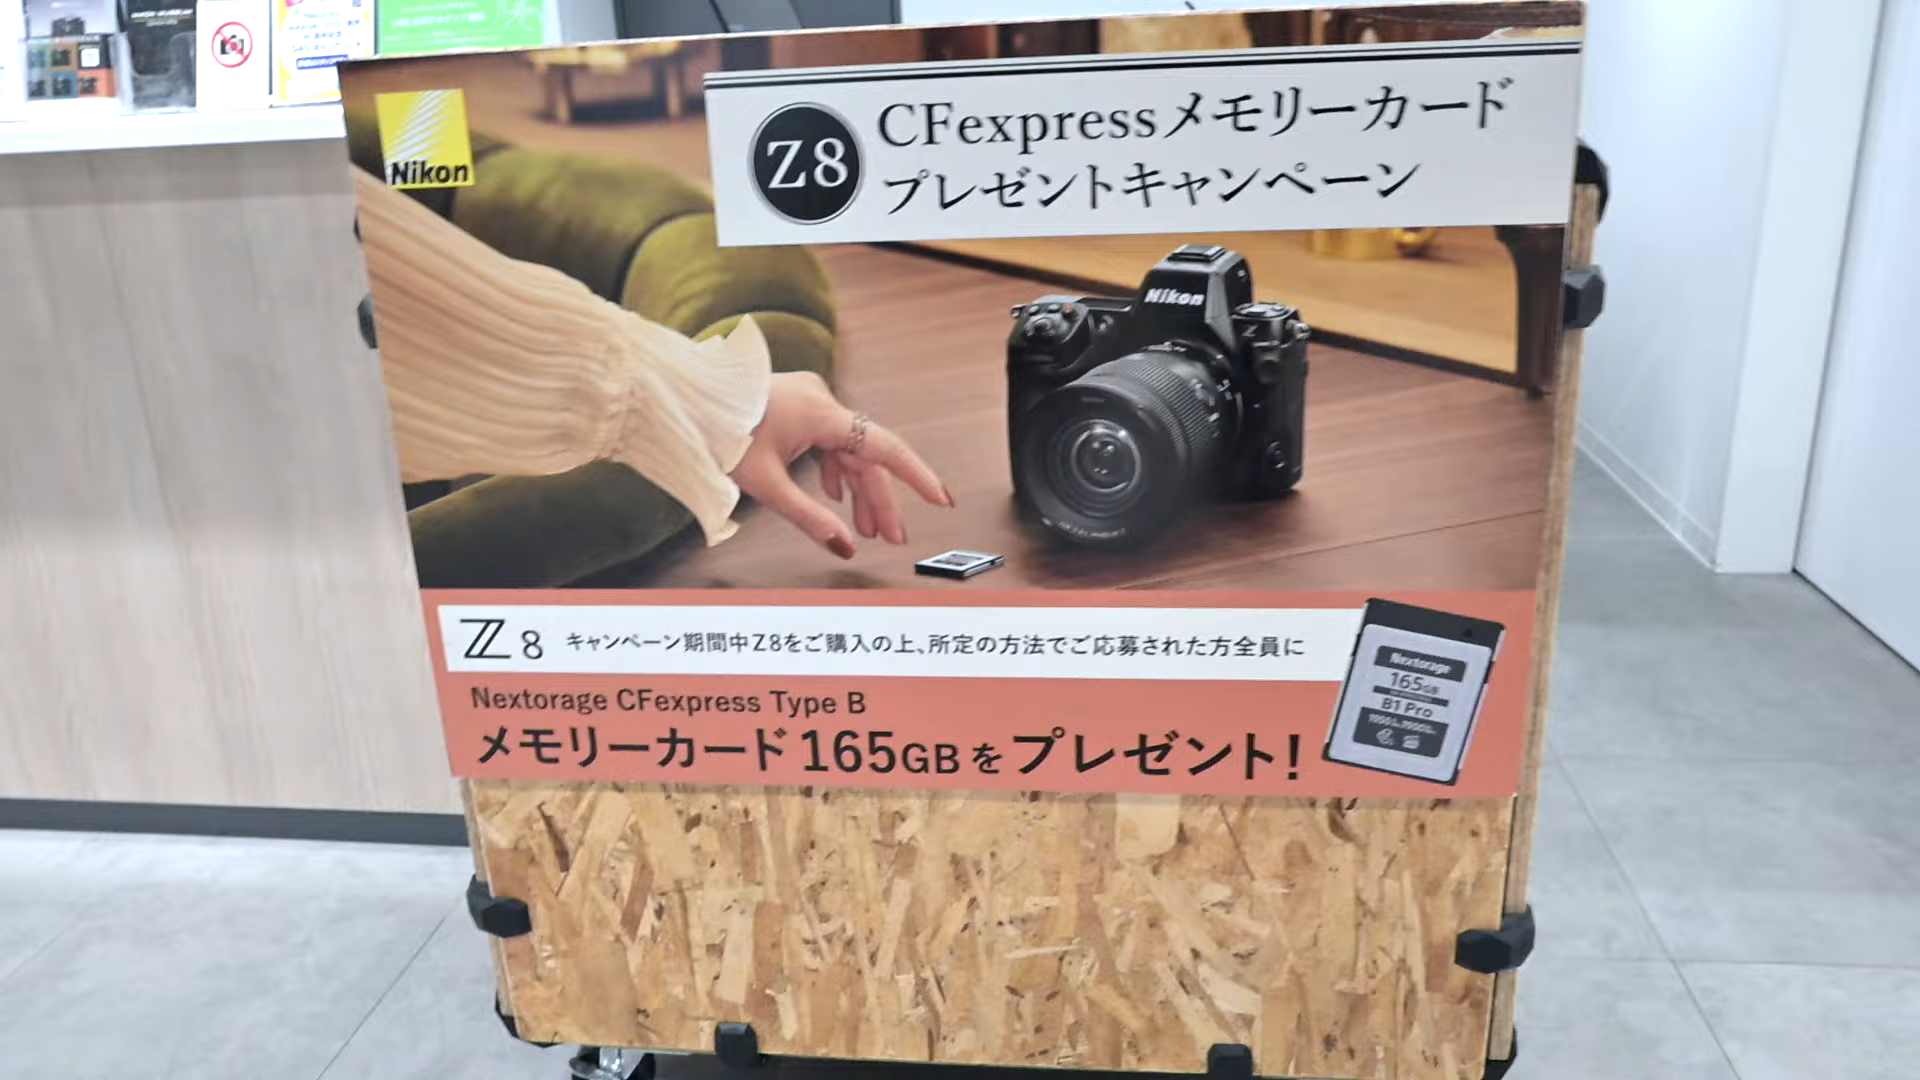 Nikon
Z8
CFexpressメモリーカード
プレゼントキャンペーン
Nikon
Z
Z 8 キャンペーン期間中Z8をご購入の上、所定の方法でご応募された方全員に
Nextorage CFexpress Type B
メモリーカード165GBをプレゼント!
Nextorage
165GB
B1 Pro